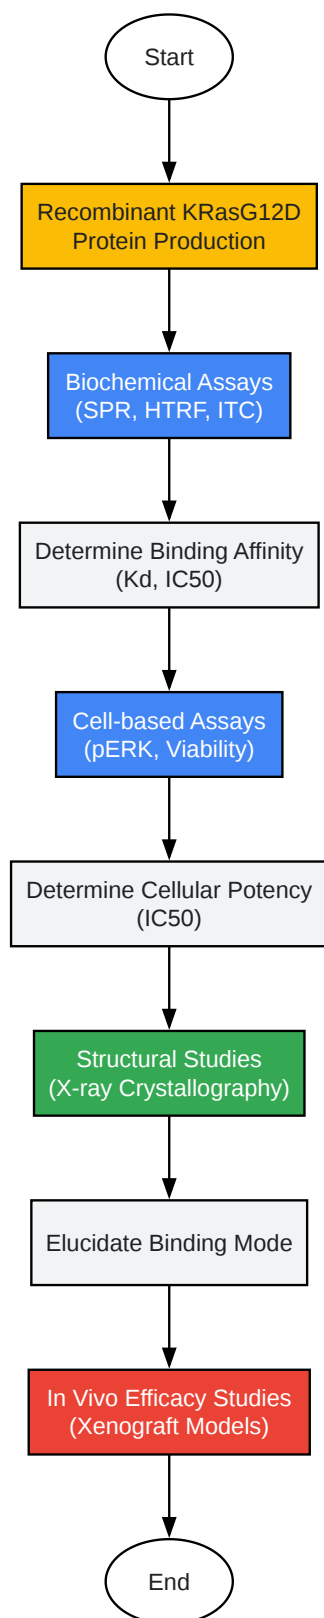 Start
Recombinant KRasG12D
Protein Production
Biochemical Assays
(SPR, HTRF, ITC)
Determine Binding Affinity
(Kd, IC50)
Cell-based Assays
(pERK, Viability)
Determine Cellular Potency
(IC50)
Structural Studies
(X-ray Crystallography)
Elucidate Binding Mode
In Vivo Efficacy Studies
(Xenograft Models)
End